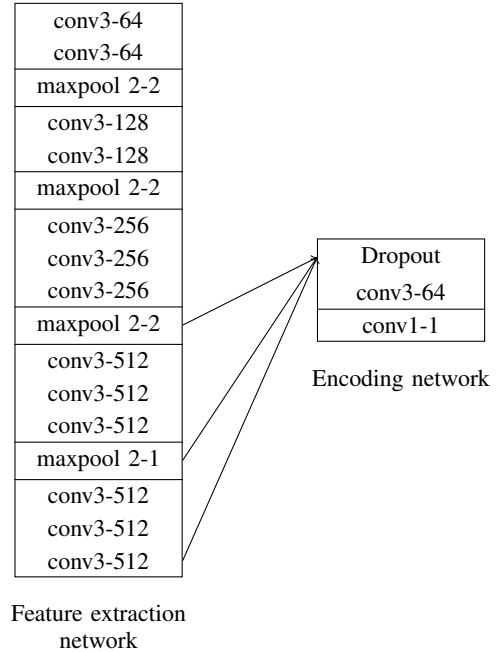 conv3-64
conv3-64
maxpool 2-2
conv3-128
conv3-128
maxpool 2-2
conv3-256
conv3-256
conv3-256
maxpool 2-2
conv3-512
conv3-512
conv3-512
maxpool 2-1
conv3-512
conv3-512
conv3-512
Feature extraction
network
Dropout
conv3-64
conv1-1
Encoding network